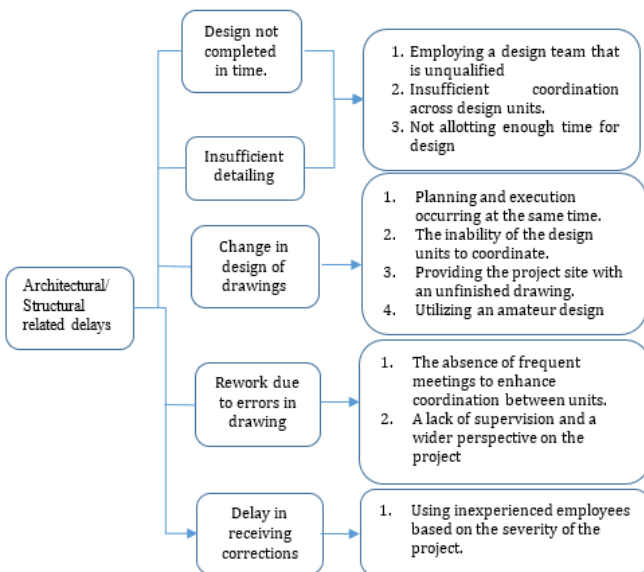 Design not
completed
in time.
1. Employing a design team that
is unqualified
2. Insufficient coordination
across design units.
3. Not allotting enough time for
design
Insufficient
detailing
Change in
design of
drawings
1. Planning and execution
occurring at the same time.
2. The inability of the design
units to coordinate.
3. Providing the project site with
an unfinished drawing.
4. Utilizing an amateur design
Architectural/
Structural
related delays
Rework due
to errors in
drawing
1. The absence of frequent
meetings to enhance
coordination between units.
2. A lack of supervision and a
wider perspective on the
project
Delay in
receiving
corrections
1. Using inexperienced employees
based on the severity of the
project.